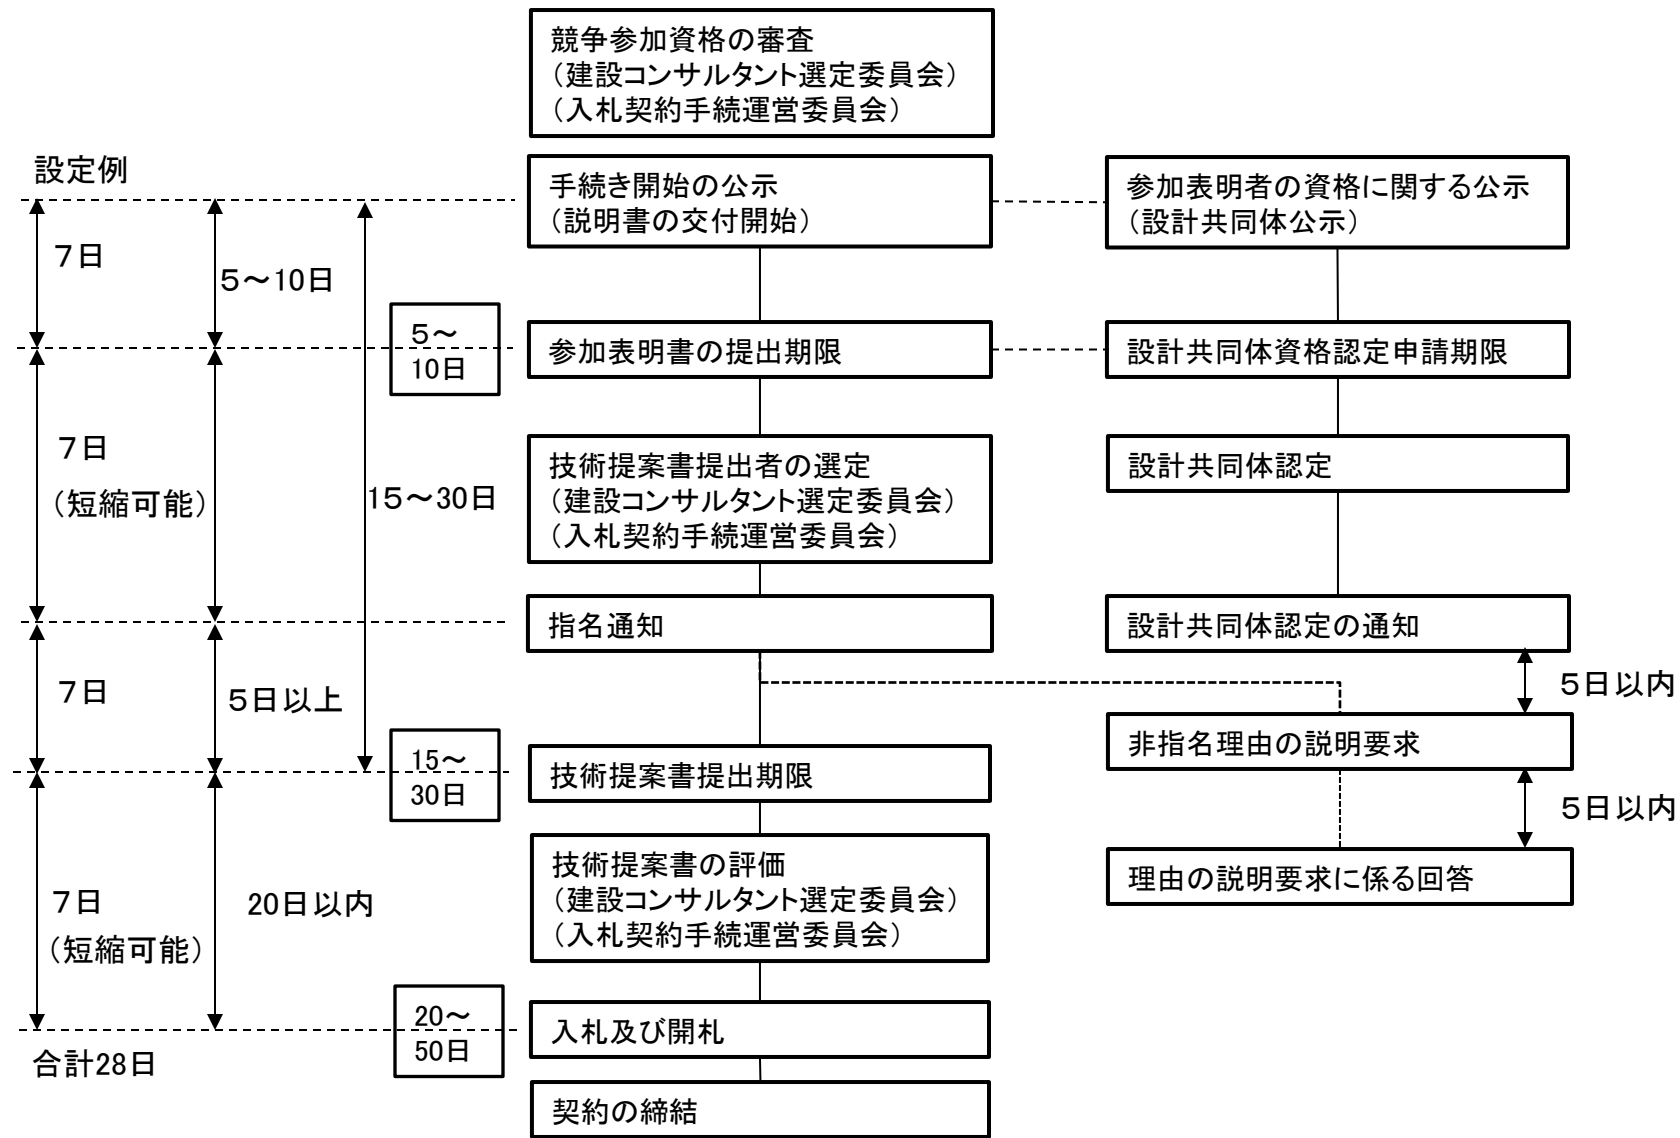 競争参加資格の審査
（建設コンサルタント選定委員会）
（入札契約手続運営委員会）
設定例
手続き開始の公示
（説明書の交付開始）
参加表明者の資格に関する公示
（設計共同体公示）
７日
５～10日
５～
10日
参加表明書の提出期限
設計共同体資格認定申請期限
７日
（短縮可能）
15～30日
技術提案書提出者の選定
（建設コンサルタント選定委員会）
（入札契約手続運営委員会）
設計共同体認定
指名通知
設計共同体認定の通知
７日
５日以上
５日以内
15～
30日
技術提案書提出期限
非指名理由の説明要求
５日以内
７日
（短縮可能）
20日以内
技術提案書の評価
（建設コンサルタント選定委員会）
（入札契約手続運営委員会）
理由の説明要求に係る回答
20～
50日
入札及び開札
合計28日
契約の締結